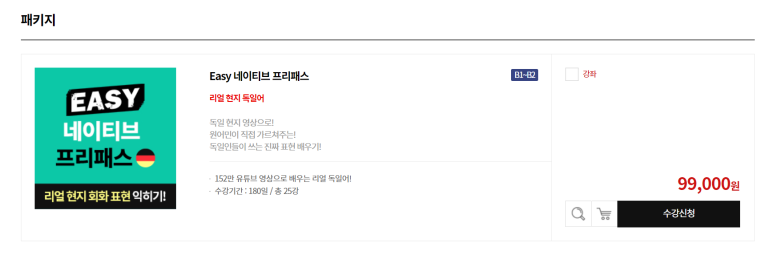 패키지
EASY
네이티브
프리패스
리얼 현지 회화 표현 익히기!
Easy 네이티브 프리패스
B1~B2
리얼 현지 독일어
독일 현지 영상으로!
원어민이 직접 가르쳐주는!
독일인들이 쓰는 진짜 표현 배우기!
· 152만 유튜브 영상으로 배우는 리얼 독일어!
· 수강기간 : 180일 / 총 25강
강좌
99,000원
수강신청